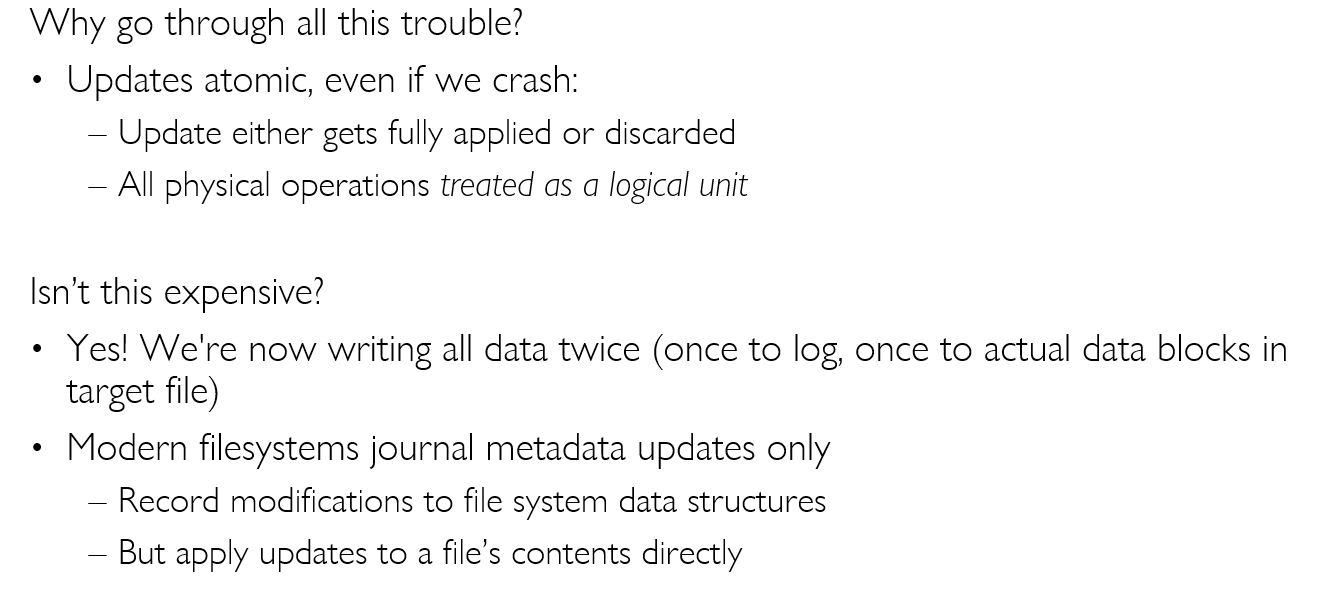 Why go through all this trouble?
• Updates atomic, even if we crash:
– Update either gets fully applied or discarded
– All physical operations treated as a logical unit
Isn’t this expensive?
• Yes! We're now writing all data twice (once to log, once to actual data blocks in
target file)
• Modern filesystems journal metadata updates only
– Record modifications to file system data structures
– But apply updates to a file’s contents directly